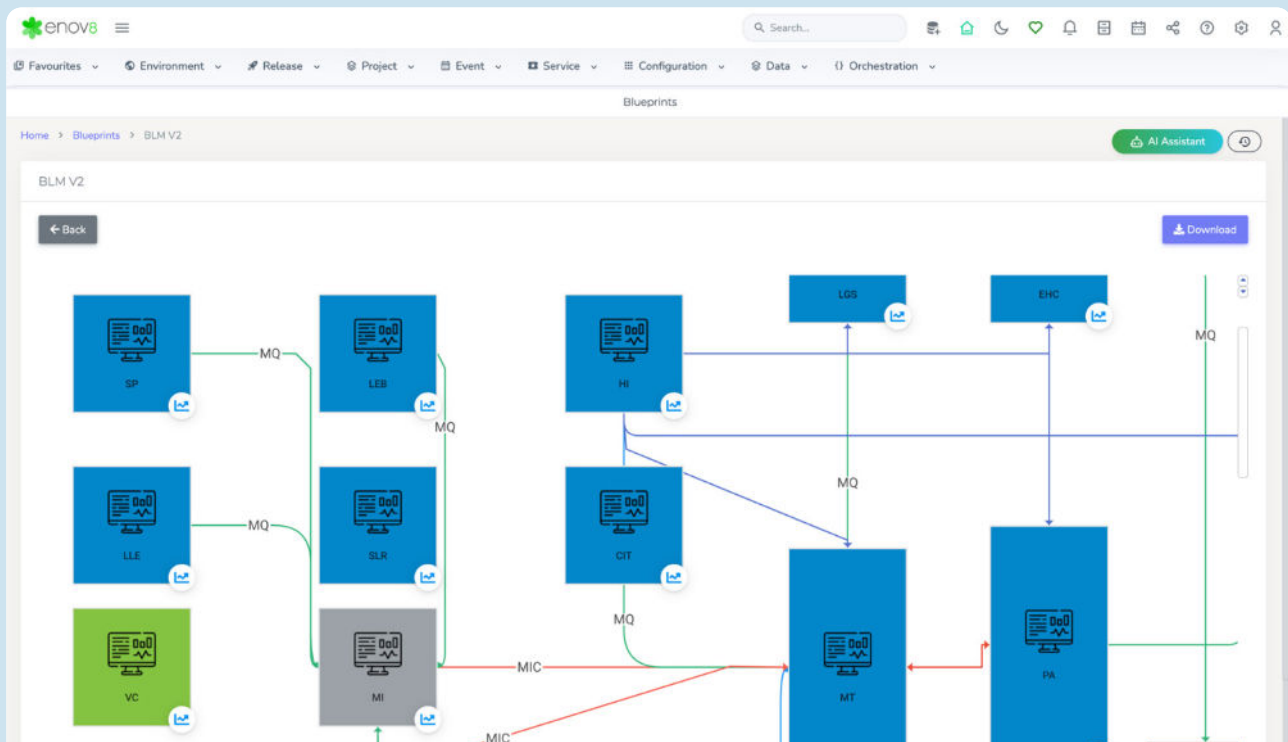 enov8
Search...
Favourites Environment Release Project Event Service Configuration Data Orchestration
Blueprints
Home > Blueprints > BLM V2
AI Assistant
BLM V2
Back
Download
LGS
EHC
MQ
SP
MQ
LEB
HI
MQ
MQ
LLE
MQ
SLR
CIT
MQ
VC
MI
MIC
MT
PA
MIC